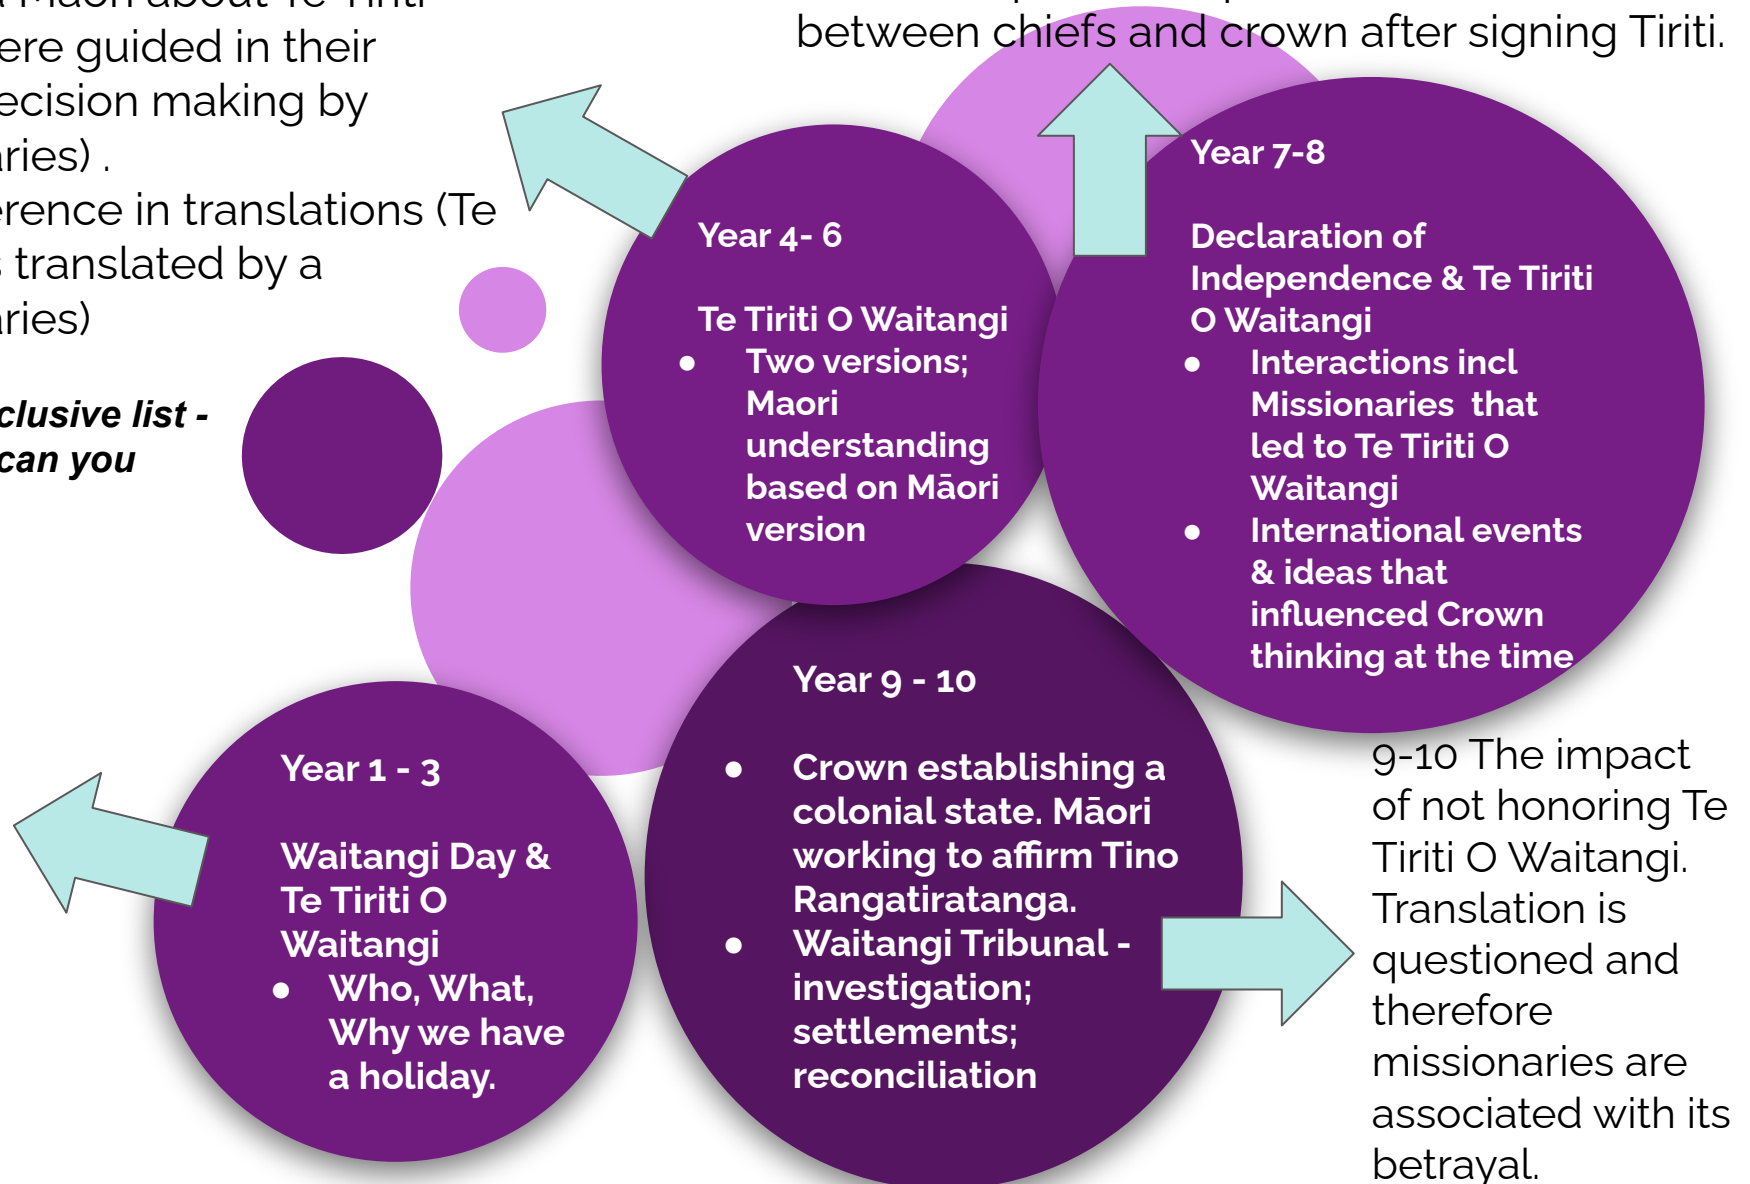 a Māori about Te Tiriti
ere guided in their
ecision making by
aries) .
erence in translations (Te
s translated by a
aries)
clusive list -
can you
between chiefs and crown after signing Tiriti.
Year 4- 6
Te Tiriti O Waitangi
● Two versions;
Maori
understanding
based on Māori
version
Year 7-8
Declaration of
Independence & Te Tiriti
O Waitangi
● Interactions incl
Missionaries that
led to Te Tiriti O
Waitangi
● International events
& ideas that
influenced Crown
thinking at the time
Year 1 - 3
Waitangi Day &
Te Tiriti O
Waitangi
● Who, What,
Why we have
a holiday.
Year 9 - 10
● Crown establishing a
colonial state. Māori
working to affirm Tino
Rangatiratanga.
● Waitangi Tribunal -
investigation;
settlements;
reconciliation
9-10 The impact
of not honoring Te
Tiriti O Waitangi.
Translation is
questioned and
therefore
missionaries are
associated with its
betrayal.